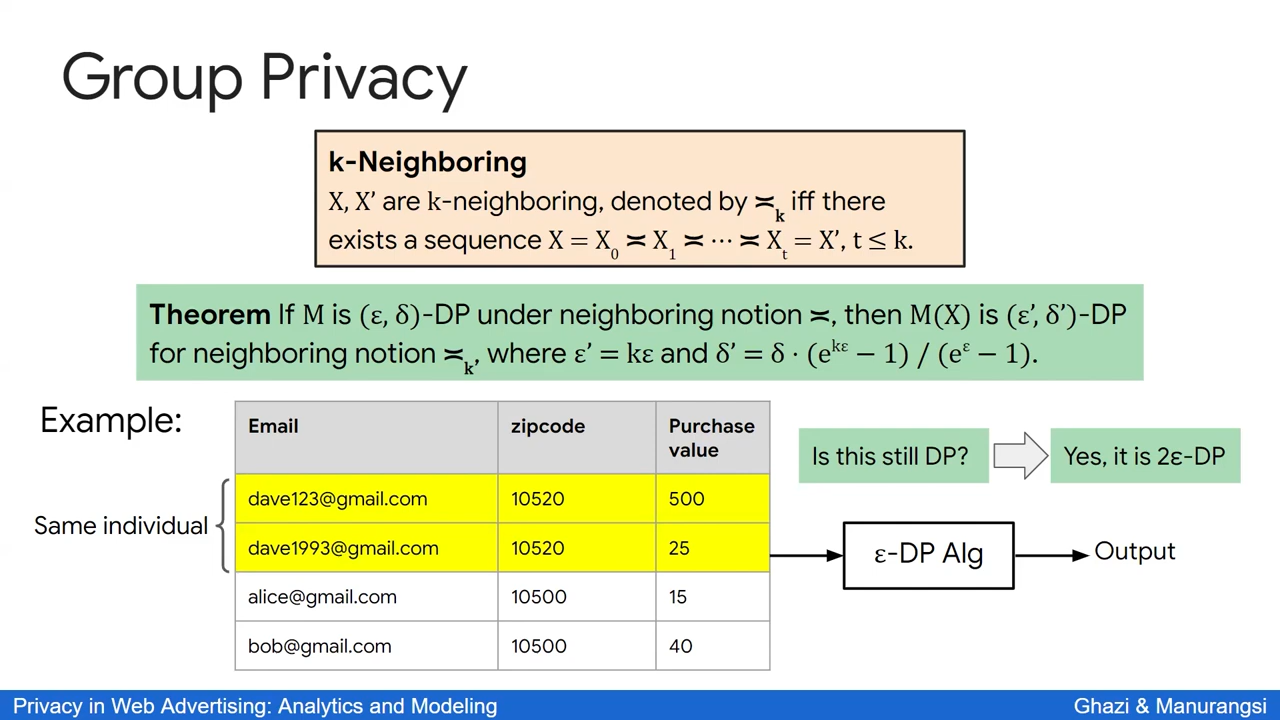 Group Privacy
k-Neighboring
X, X’ are k-neighboring, denoted by ≍ₖ iff there
exists a sequence X = X₀ ≍ X₁ ≍ ⋯ ≍ Xₜ = X’, t ≤ k.
Theorem If M is (ε, δ)-DP under neighboring notion ≍, then M(X) is (ε’, δ’)-DP
for neighboring notion ≍ₖ, where ε’ = kε and δ’ = δ · (eᵏᵋ − 1) / (eᵋ − 1).
Example:
Email zipcode Purchase value
Same individual
dave123@gmail.com 10520 500
dave1993@gmail.com 10520 25
alice@gmail.com 10500 15
bob@gmail.com 10500 40
Is this still DP?
Yes, it is 2ε-DP
ε-DP Alg
Output
Privacy in Web Advertising: Analytics and Modeling
Ghazi & Manurangsi